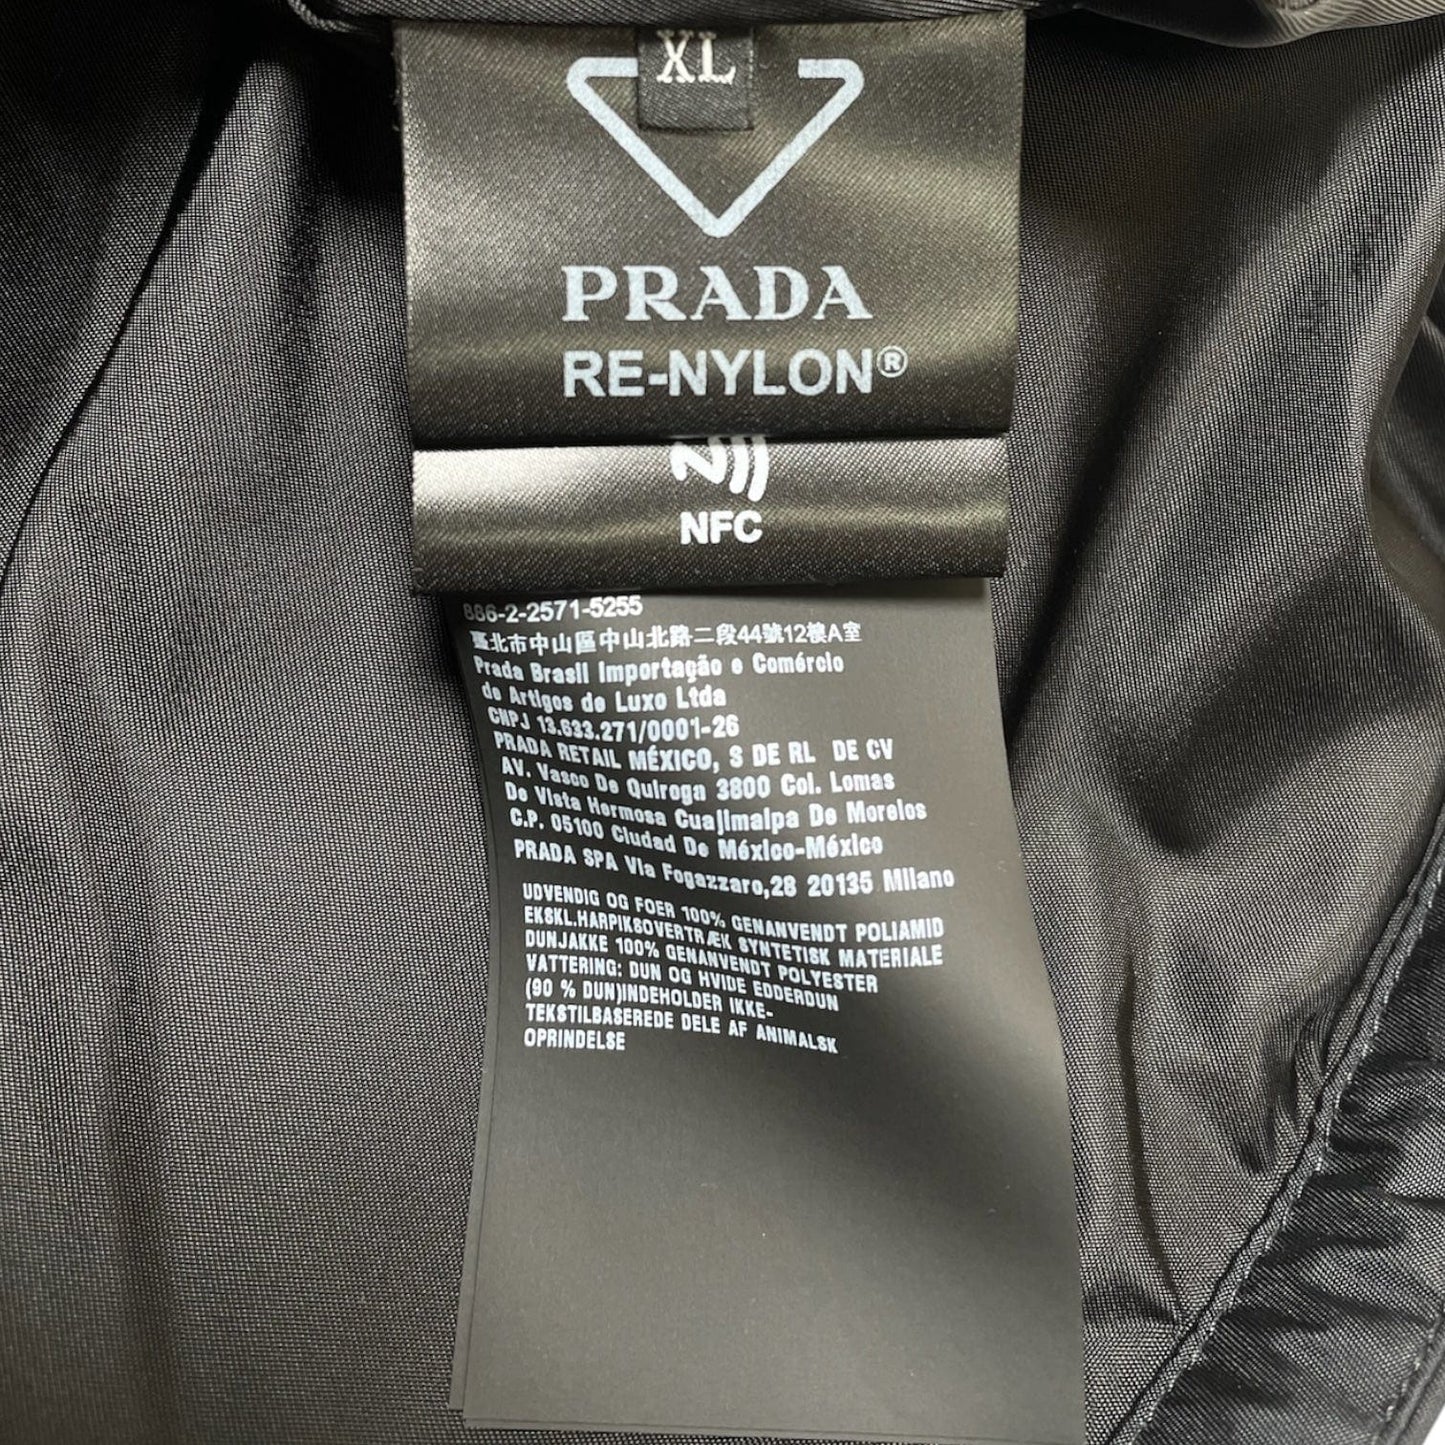 XL
PRADA
RE-NYLON®
NFC
886-2-2571-5255
臺北市中山區中山北路二段44號12樓A室
Prada Brasil Importação e Comércio
de Artigos de Luxo Ltda
CNPJ 13.633.271/0001-26
PRADA RETAIL MÉXICO, S DE RL DE CV
AV. Vasco De Quiroga 3800 Col. Lomas
De Vista Hermosa Cuajimalpa De Morelos
C.P. 05100 Ciudad De México-México
PRADA SPA Via Fogazzaro,28 20135 Milano
UDVENDIG OG FOER 100% GENANVENDT POLIAMID
EKSKL.HARPIKSOVERTRÆK SYNTETISK MATERIALE
DUNJAKKE 100% GENANVENDT POLYESTER
VATTERING: DUN OG HVIDE EDDERDUN
(90 % DUN)INDEHOLDER IKKE-
TEKSTILBASEREDE DELE AF ANIMALSK
OPRINDELSE